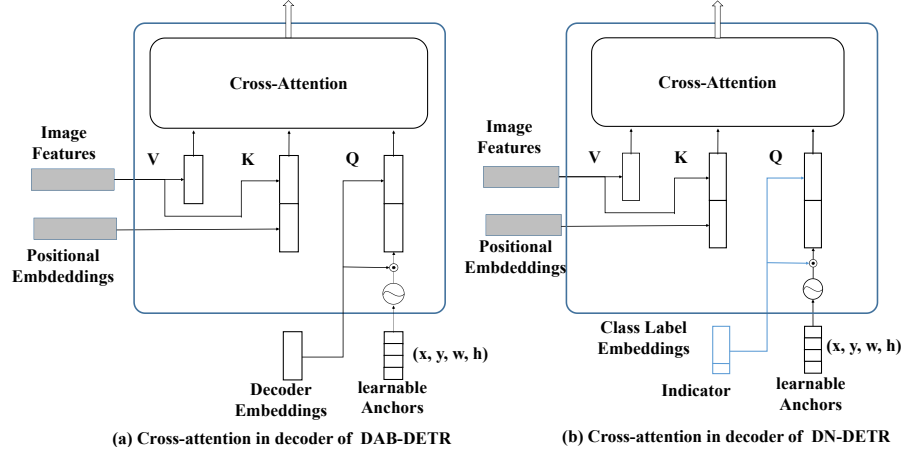 Cross-Attention
Image
Features
V
K
Q
Positional
Embdeddings
Decoder
Embeddings
(x, y, w, h)
learnable
Anchors
(a) Cross-attention in decoder of DAB-DETR
Cross-Attention
Image
Features
V
K
Q
Positional
Embdeddings
Class Label
Embeddings
Indicator
(x, y, w, h)
learnable
Anchors
(b) Cross-attention in decoder of DN-DETR